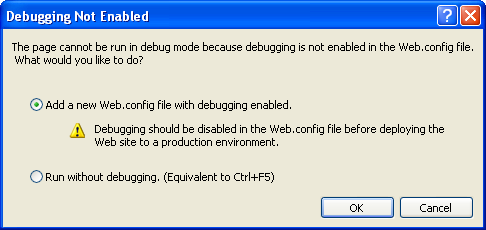 Debugging Not Enabled
The page cannot be run in debug mode because debugging is not enabled in the Web.config file.
What would you like to do?
Add a new Web.config file with debugging enabled.
Debugging should be disabled in the Web.config file before deploying the
Web site to a production environment.
Run without debugging. (Equivalent to Ctrl+F5)
OK Cancel